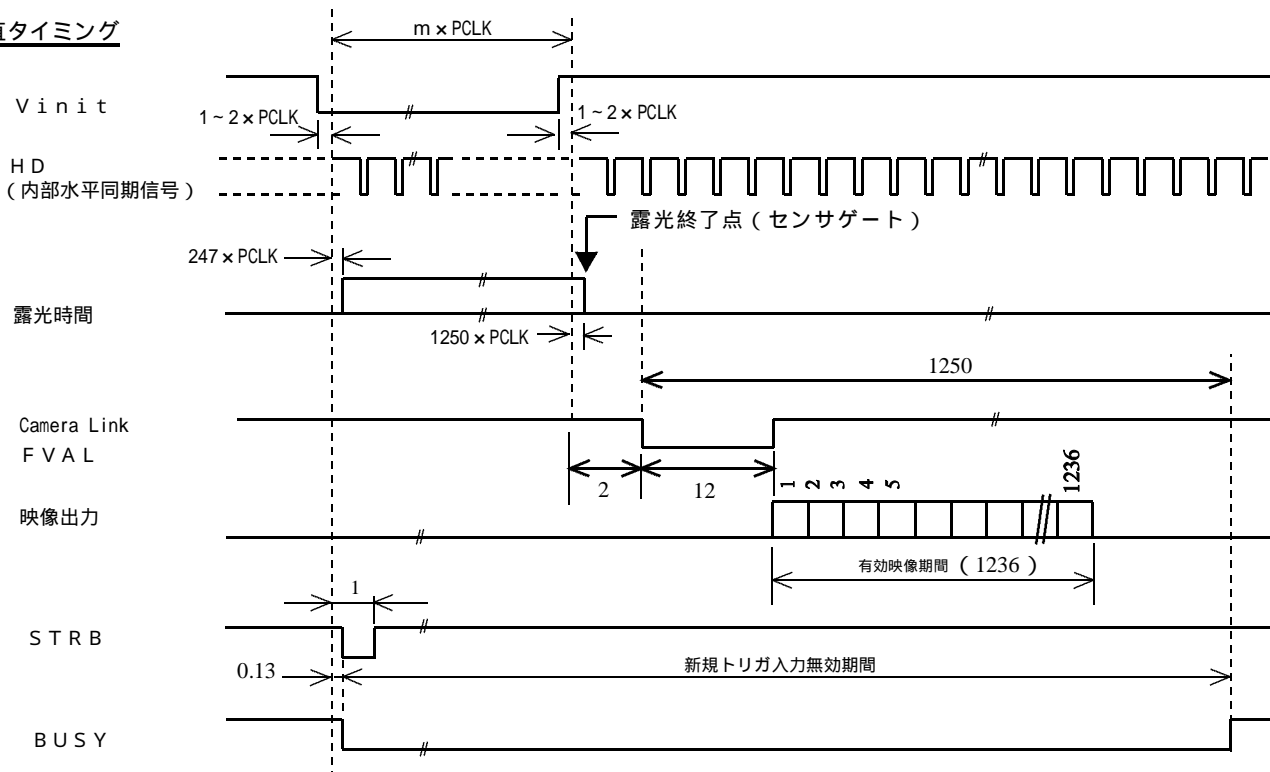 直タイミング
m × PCLK
Ｖｉｎｉｔ
1 ~ 2 × PCLK
1 ~ 2 × PCLK
ＨＤ
（内部水平同期信号）
露光終了点（センサゲート）
247 × PCLK
露光時間
1250 × PCLK
1250
Camera Link
ＦＶＡＬ
2
12
1 2 3 4 5 1236
映像出力
有効映像期間（1236）
1
ＳＴＲＢ
新規トリガ入力無効期間
0.13
ＢＵＳＹ